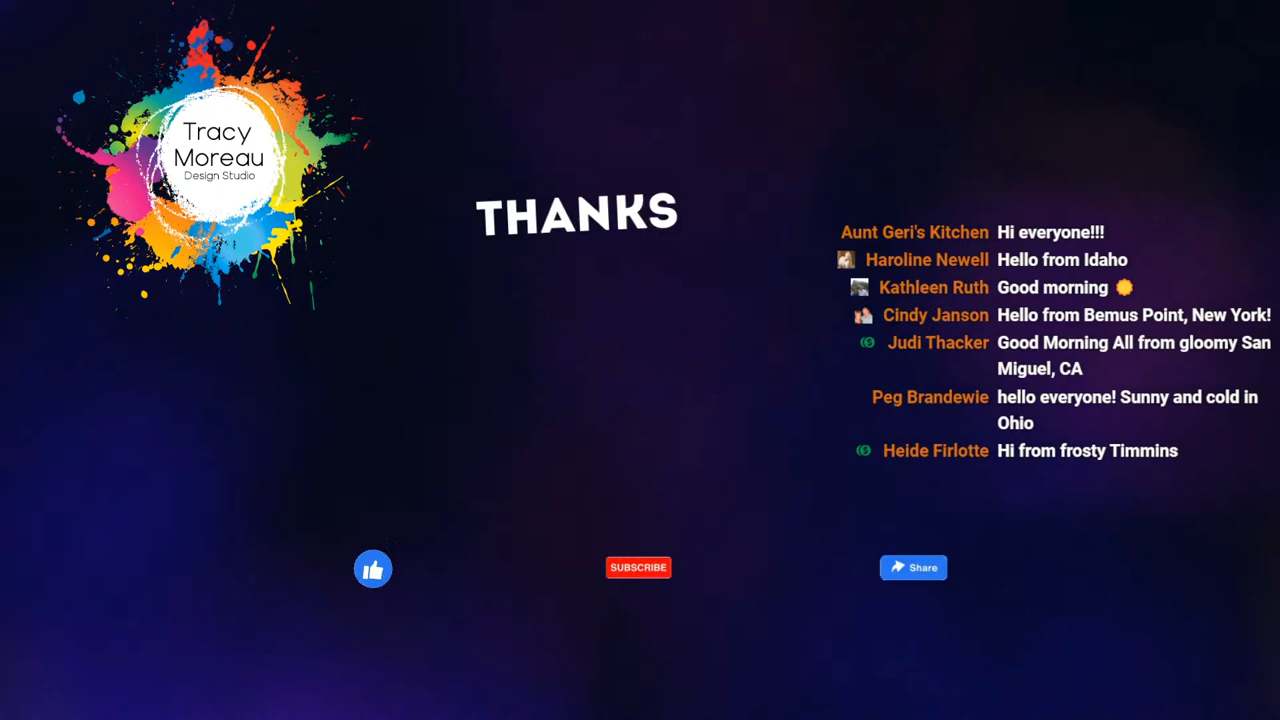 Tracy
Moreau
Design Studio
THANKS
Aunt Geri's Kitchen Hi everyone!!!
Haroline Newell Hello from Idaho
Kathleen Ruth Good morning
Cindy Janson Hello from Bemus Point, New York!
Judi Thacker Good Morning All from gloomy San
Miguel, CA
Peg Brandewie hello everyone! Sunny and cold in
Ohio
Heide Firlotte Hi from frosty Timmins
SUBSCRIBE
Share